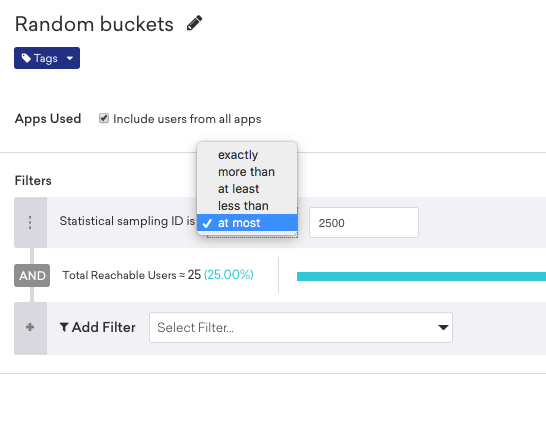 Random buckets
Tags
Apps Used
Include users from all apps
exactly
more than
at least
less than
at most
Filters
Statistical sampling ID is
2500
AND
Total Reachable Users = 25 (25.00%)
Add Filter
Select Filter...